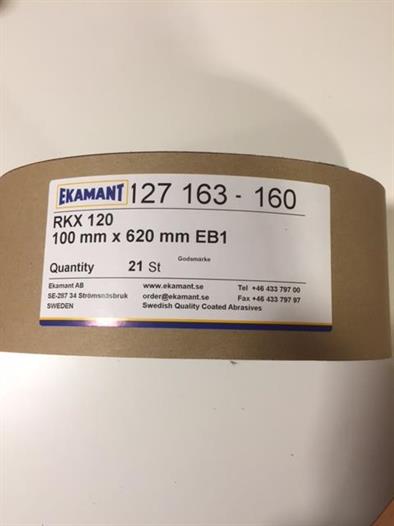 EKAMANT 127 163 - 160
RKX 120
100 mm x 620 mm EB1
Godsmärke
Quantity 21 St
Ekamant AB www.ekamant.se Tel +46 433 797 00
SE-287 34 Strömsnäsbruk order@ekamant.se Fax +46 433 797 97
SWEDEN Swedish Quality Coated Abrasives